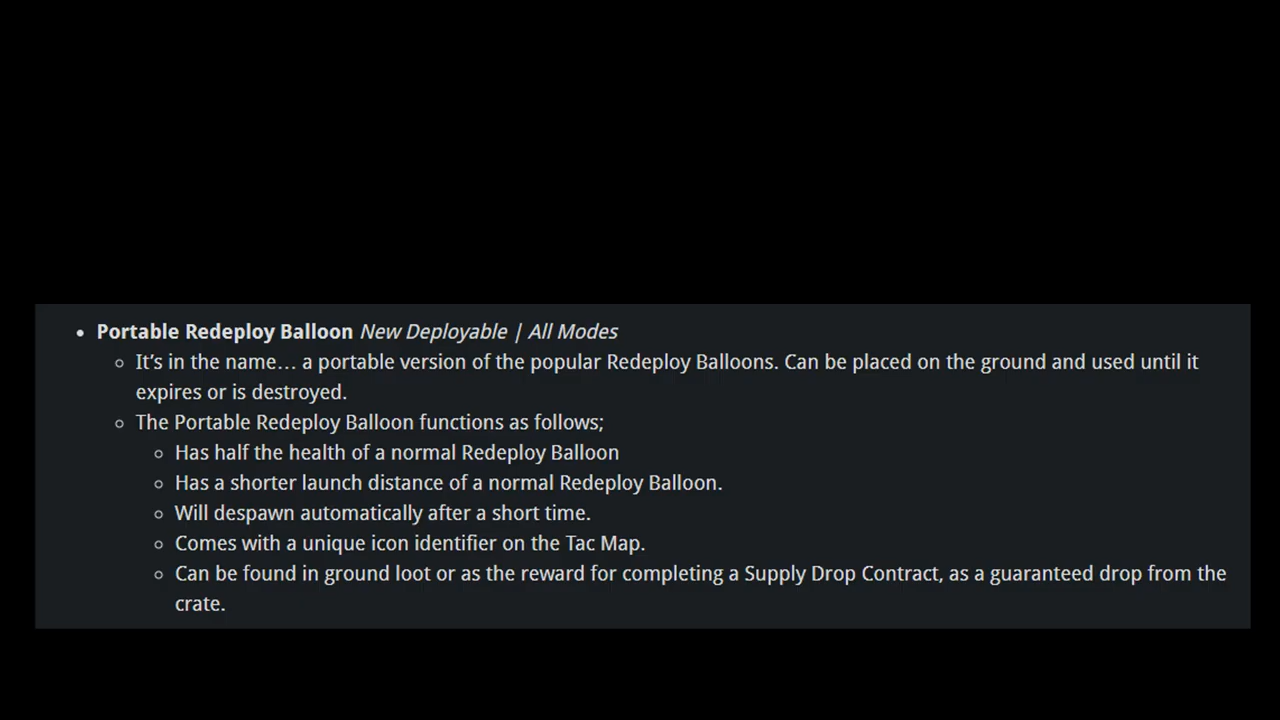 Portable Redeploy Balloon New Deployable | All Modes
It’s in the name… a portable version of the popular Redeploy Balloons. Can be placed on the ground and used until it
expires or is destroyed.
The Portable Redeploy Balloon functions as follows;
Has half the health of a normal Redeploy Balloon
Has a shorter launch distance of a normal Redeploy Balloon.
Will despawn automatically after a short time.
Comes with a unique icon identifier on the Tac Map.
Can be found in ground loot or as the reward for completing a Supply Drop Contract, as a guaranteed drop from the
crate.